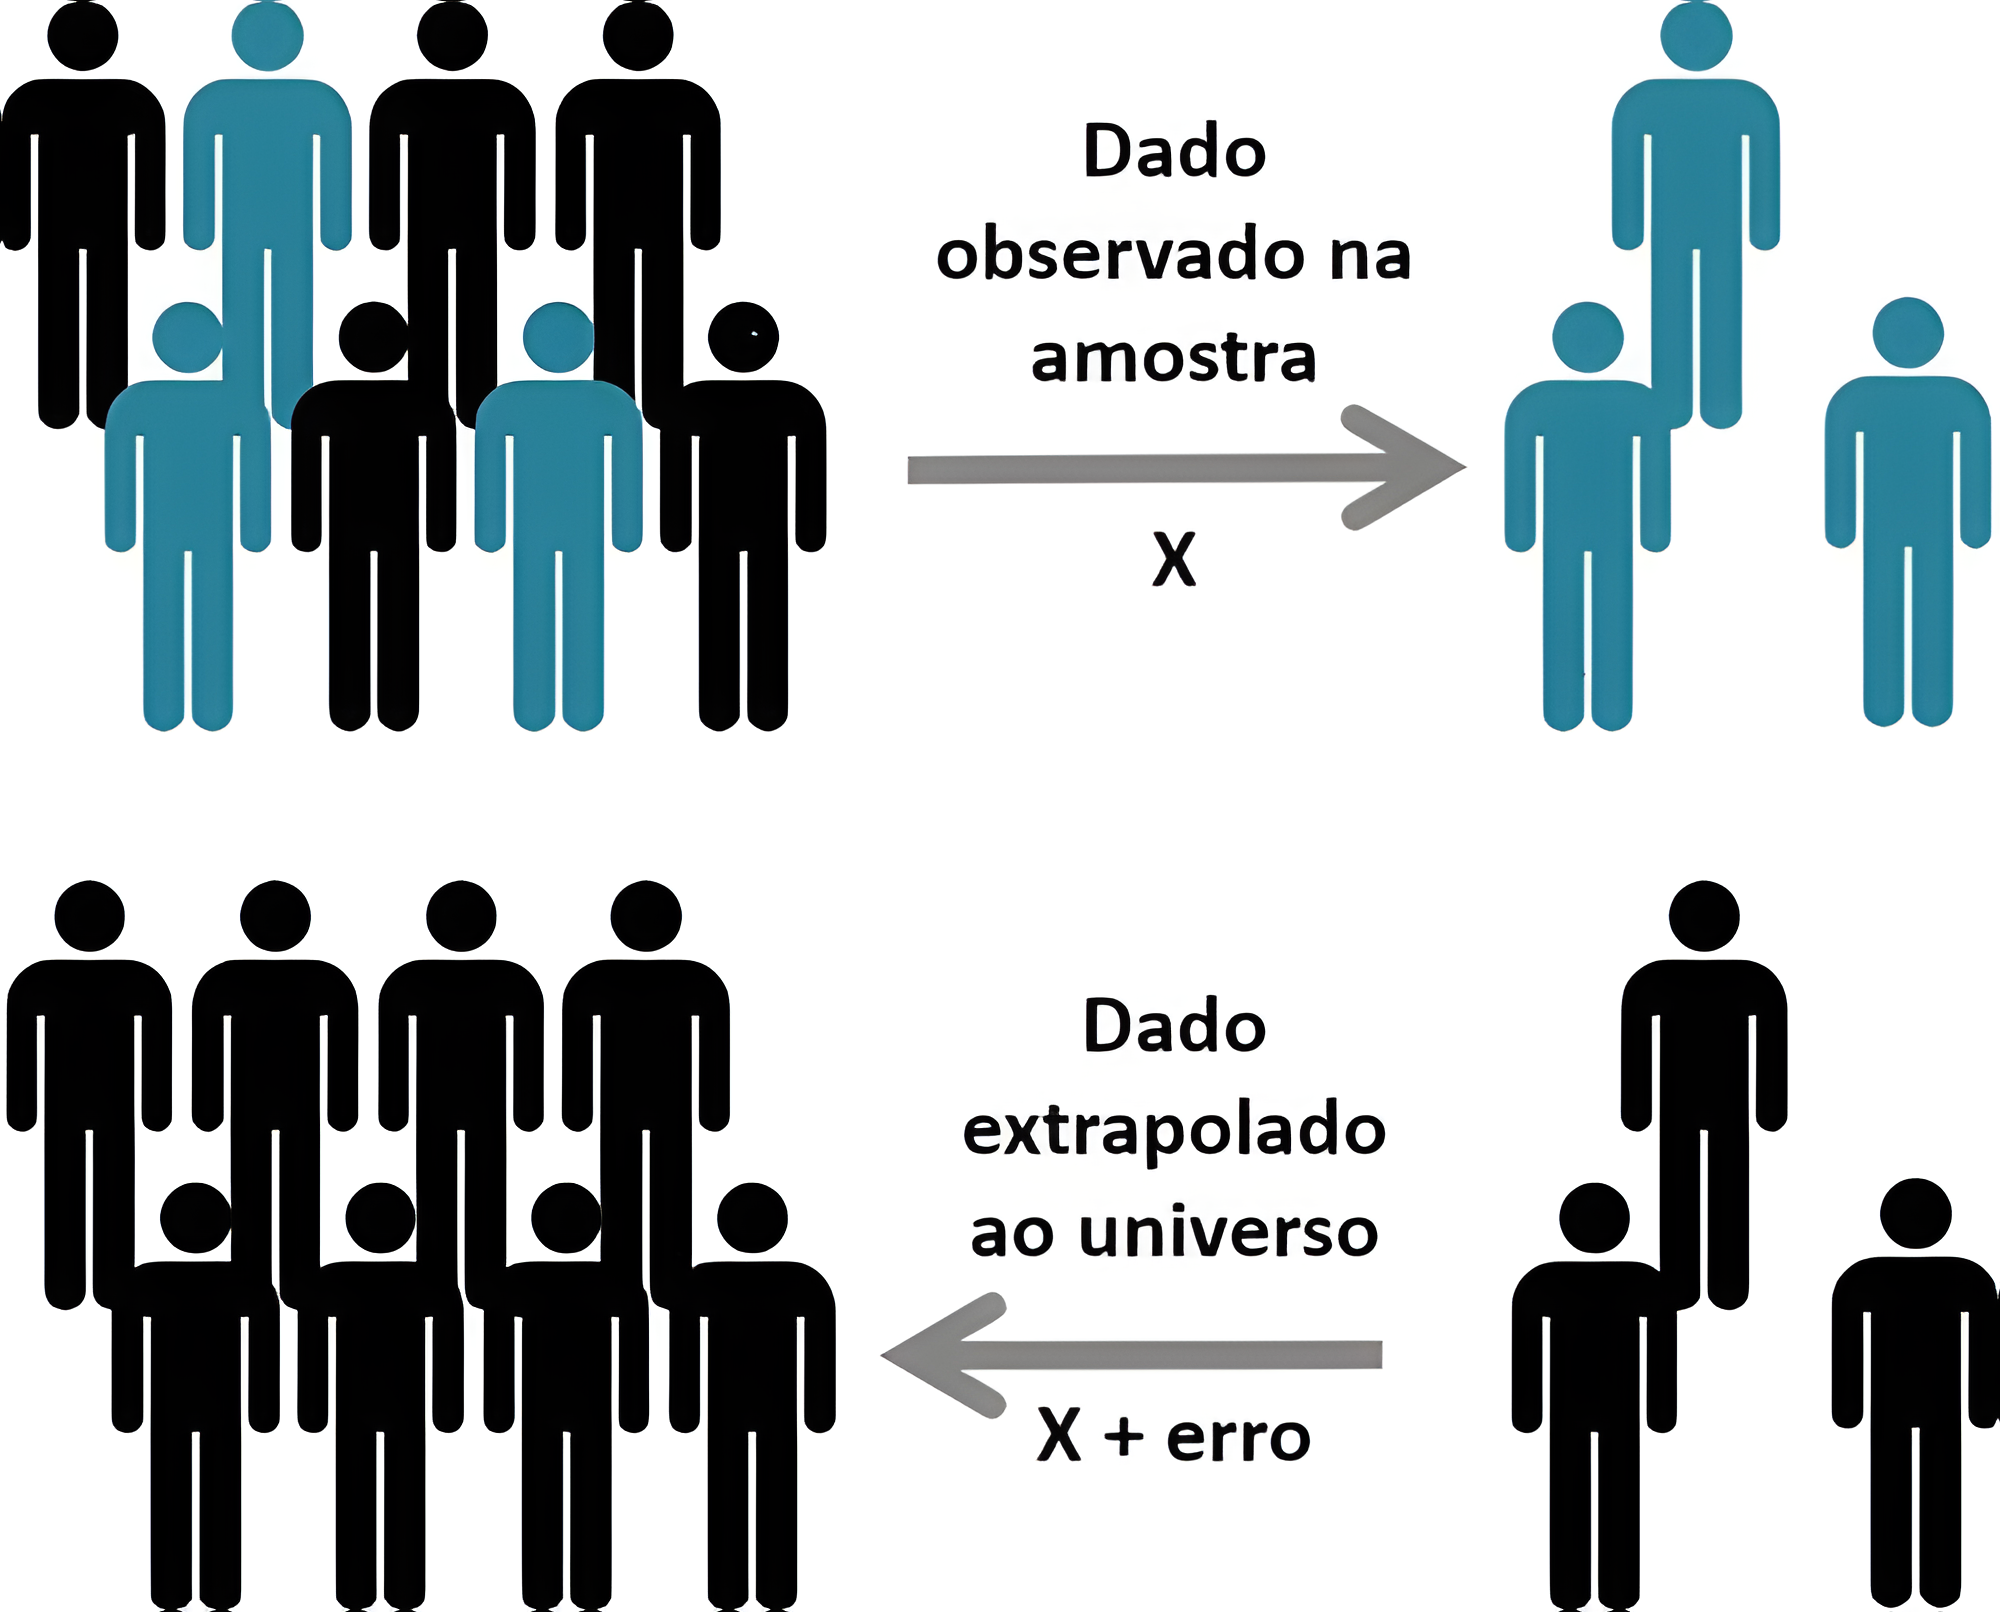 Dado
observado na
amostra
X
Dado
extrapolado
ao universo
X + erro